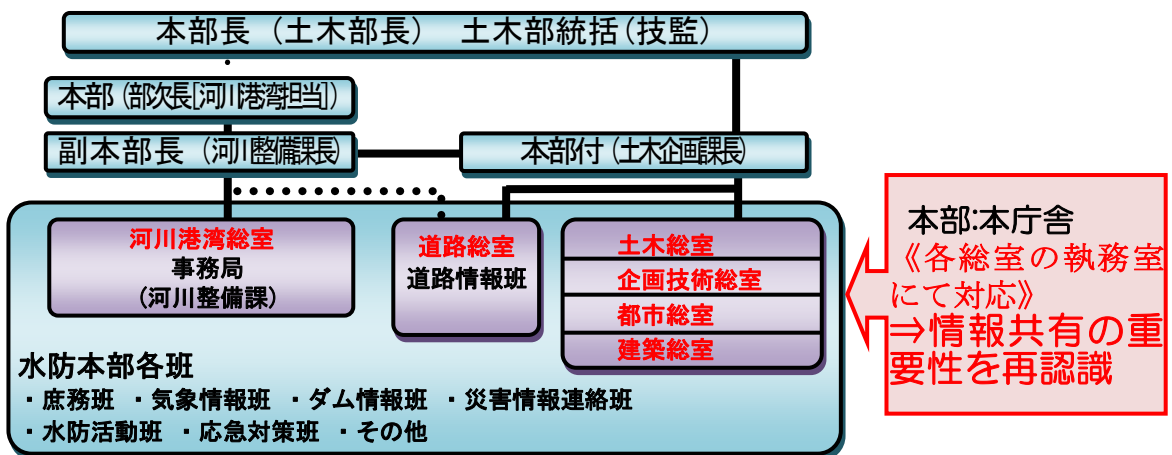 本部長（土木部長）　土木部統括(技監)
本部(部次長[河川港湾担当])
副本部長（河川整備課長)
本部付（土木企画課長)
河川港湾総室
事務局
（河川整備課）
道路総室
道路情報班
土木総室
企画技術総室
都市総室
建築総室
水防本部各班
・庶務班 ・気象情報班 ・ダム情報班 ・災害情報連絡班
・水防活動班 ・応急対策班 ・その他
本部:本庁舎
《各総室の執務室
にて対応》
⇒情報共有の重
要性を再認識